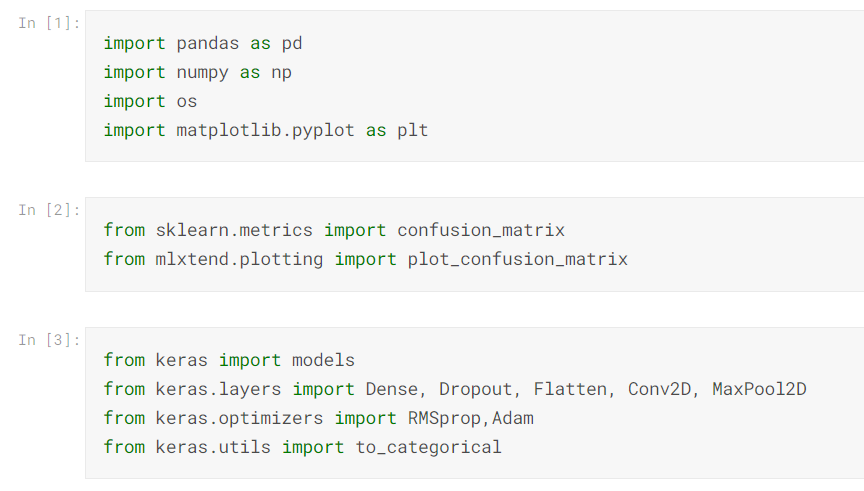 In [1]:
import pandas as pd
import numpy as np
import os
import matplotlib.pyplot as plt
In [2]:
from sklearn.metrics import confusion_matrix
from mlxtend.plotting import plot_confusion_matrix
In [3]:
from keras import models
from keras.layers import Dense, Dropout, Flatten, Conv2D, MaxPool2D
from keras.optimizers import RMSprop,Adam
from keras.utils import to_categorical